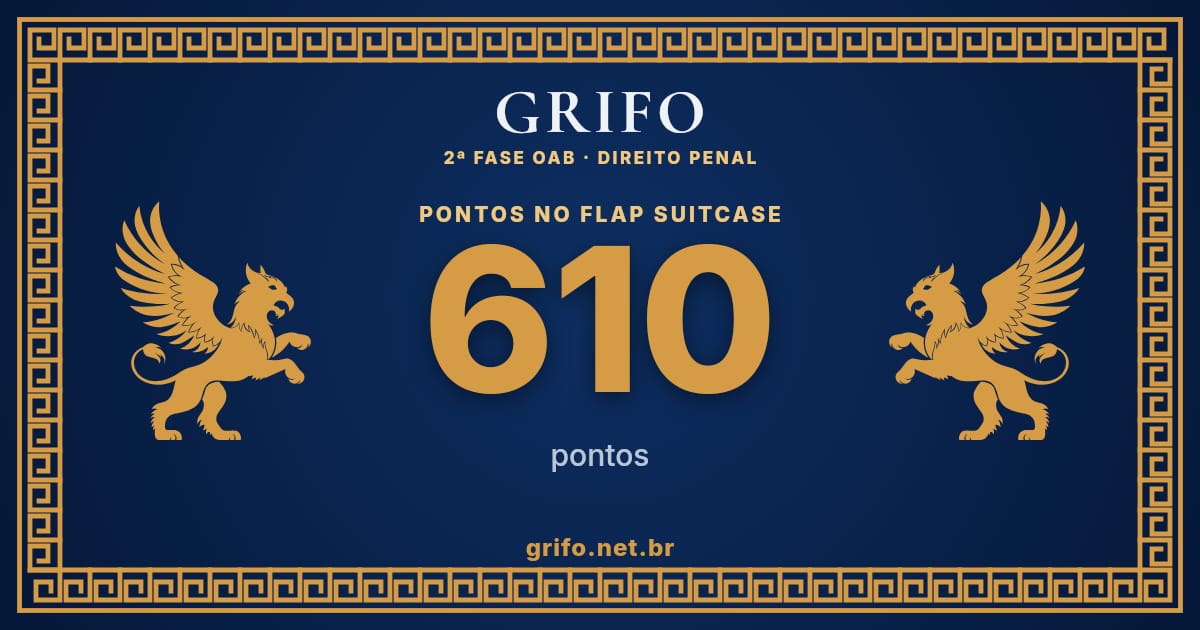 GRIFO
2ª FASE OAB · DIREITO PENAL
PONTOS NO FLAP SUITCASE
610
pontos
grifo.net.br